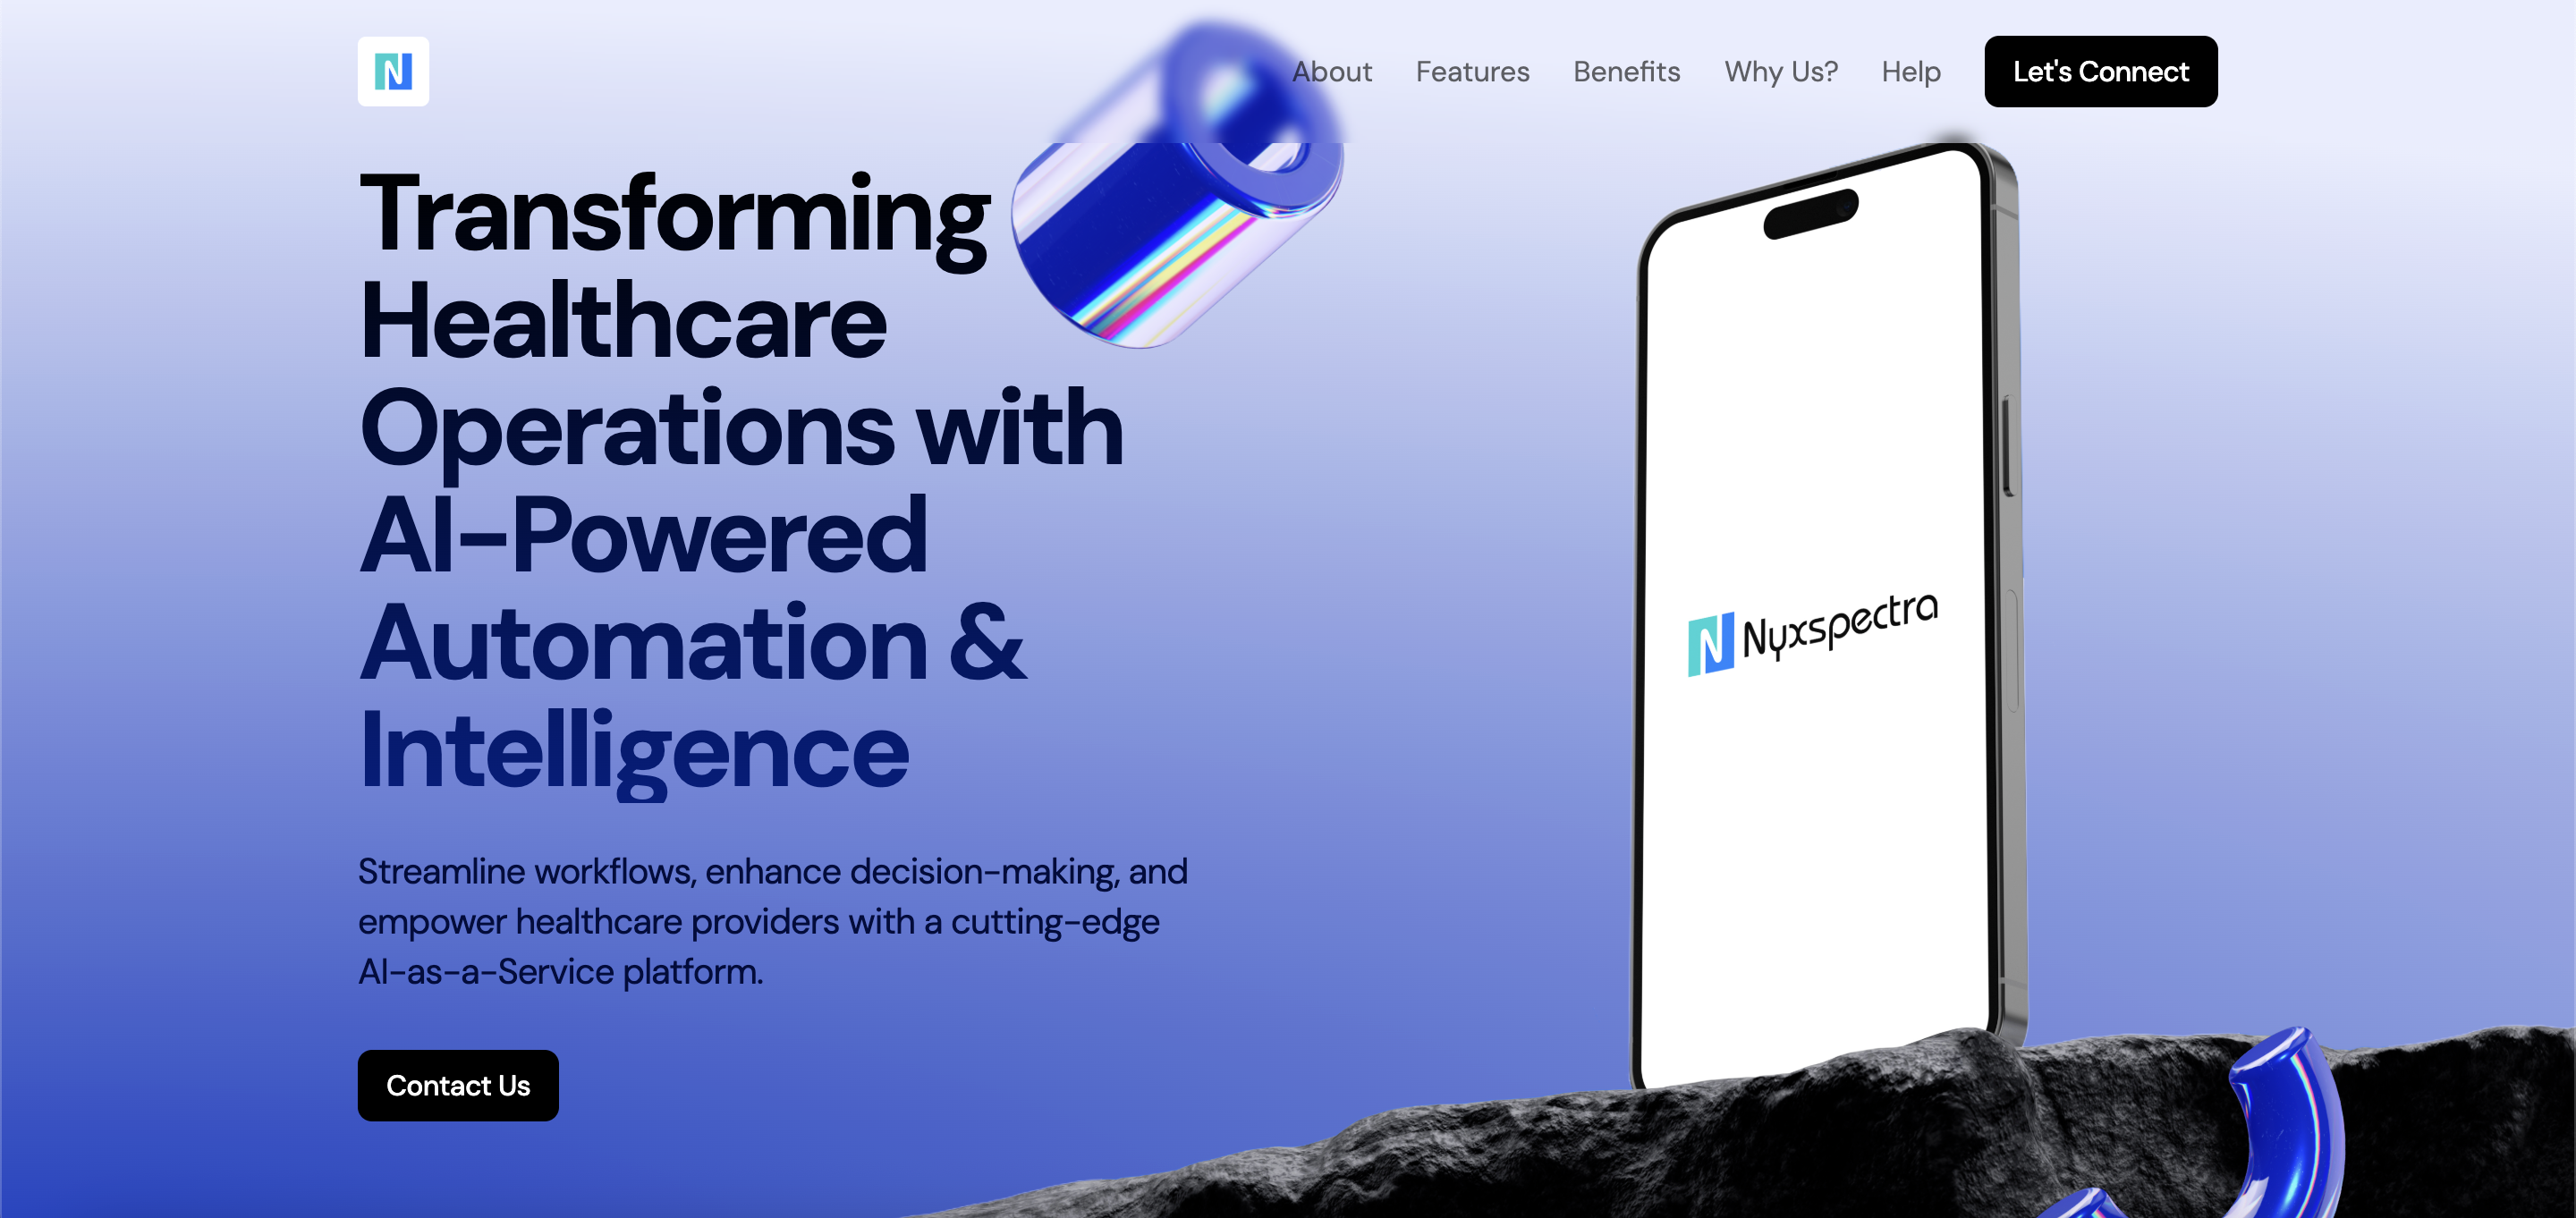 N
About Features Benefits Why Us? Help Let's Connect
Transforming
Healthcare
Operations with
AI-Powered
Automation &
Intelligence
Streamline workflows, enhance decision-making, and
empower healthcare providers with a cutting-edge
AI-as-a-Service platform.
Contact Us
N Nyxspectra